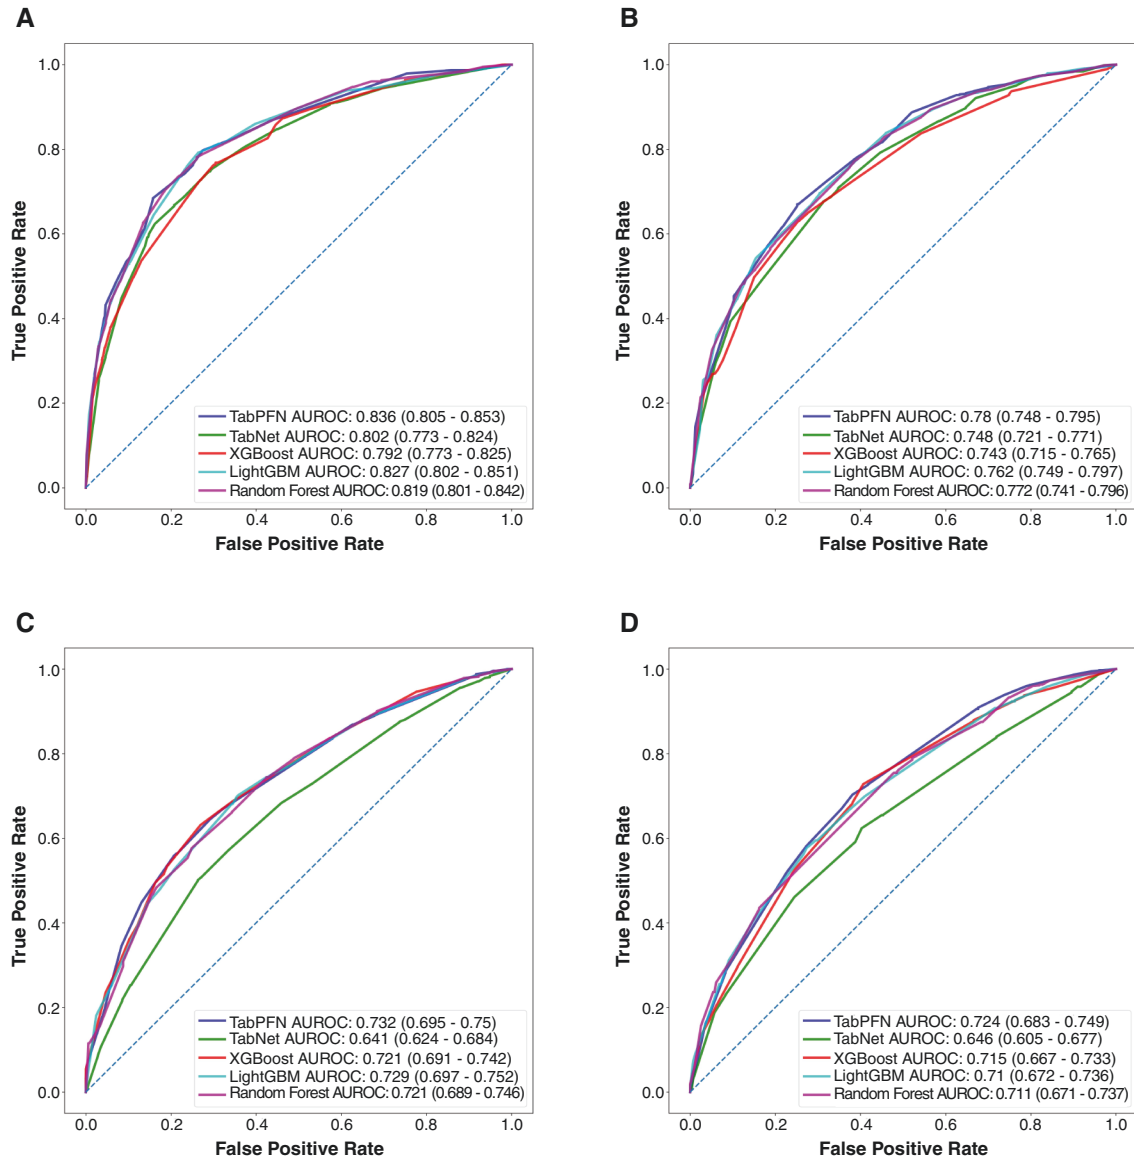 A
True Positive Rate
1.0
0.8
0.6
0.4
0.2
0.0
TabPFN AUROC: 0.836 (0.805 - 0.853)
TabNet AUROC: 0.802 (0.773 - 0.824)
XGBoost AUROC: 0.792 (0.773 - 0.825)
LightGBM AUROC: 0.827 (0.802 - 0.851)
Random Forest AUROC: 0.819 (0.801 - 0.842)
0.0 0.2 0.4 0.6 0.8 1.0
False Positive Rate
B
True Positive Rate
1.0
0.8
0.6
0.4
0.2
0.0
TabPFN AUROC: 0.78 (0.748 - 0.795)
TabNet AUROC: 0.748 (0.721 - 0.771)
XGBoost AUROC: 0.743 (0.715 - 0.765)
LightGBM AUROC: 0.762 (0.749 - 0.797)
Random Forest AUROC: 0.772 (0.741 - 0.796)
0.0 0.2 0.4 0.6 0.8 1.0
False Positive Rate
C
True Positive Rate
1.0
0.8
0.6
0.4
0.2
0.0
TabPFN AUROC: 0.732 (0.695 - 0.75)
TabNet AUROC: 0.641 (0.624 - 0.684)
XGBoost AUROC: 0.721 (0.691 - 0.742)
LightGBM AUROC: 0.729 (0.697 - 0.752)
Random Forest AUROC: 0.721 (0.689 - 0.746)
0.0 0.2 0.4 0.6 0.8 1.0
False Positive Rate
D
True Positive Rate
1.0
0.8
0.6
0.4
0.2
0.0
TabPFN AUROC: 0.724 (0.683 - 0.749)
TabNet AUROC: 0.646 (0.605 - 0.677)
XGBoost AUROC: 0.715 (0.667 - 0.733)
LightGBM AUROC: 0.71 (0.672 - 0.736)
Random Forest AUROC: 0.711 (0.671 - 0.737)
0.0 0.2 0.4 0.6 0.8 1.0
False Positive Rate